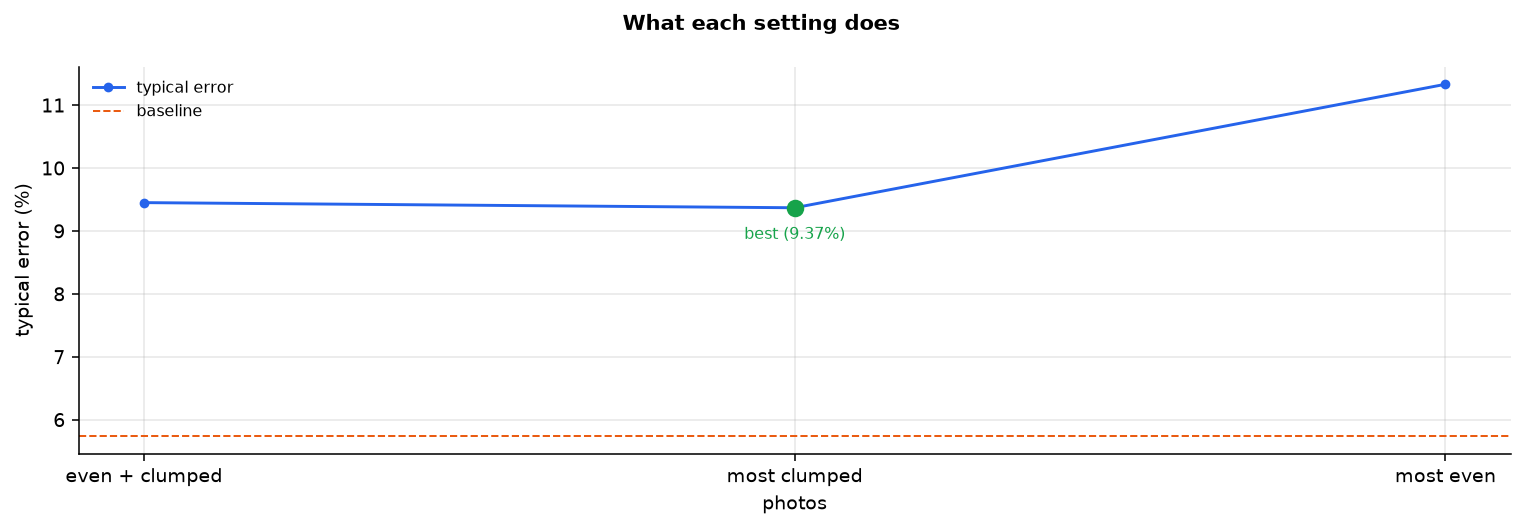 What each setting does
typical error
baseline
typical error (%)
11
10
9
8
7
6
best (9.37%)
even + clumped
most clumped
most even
photos